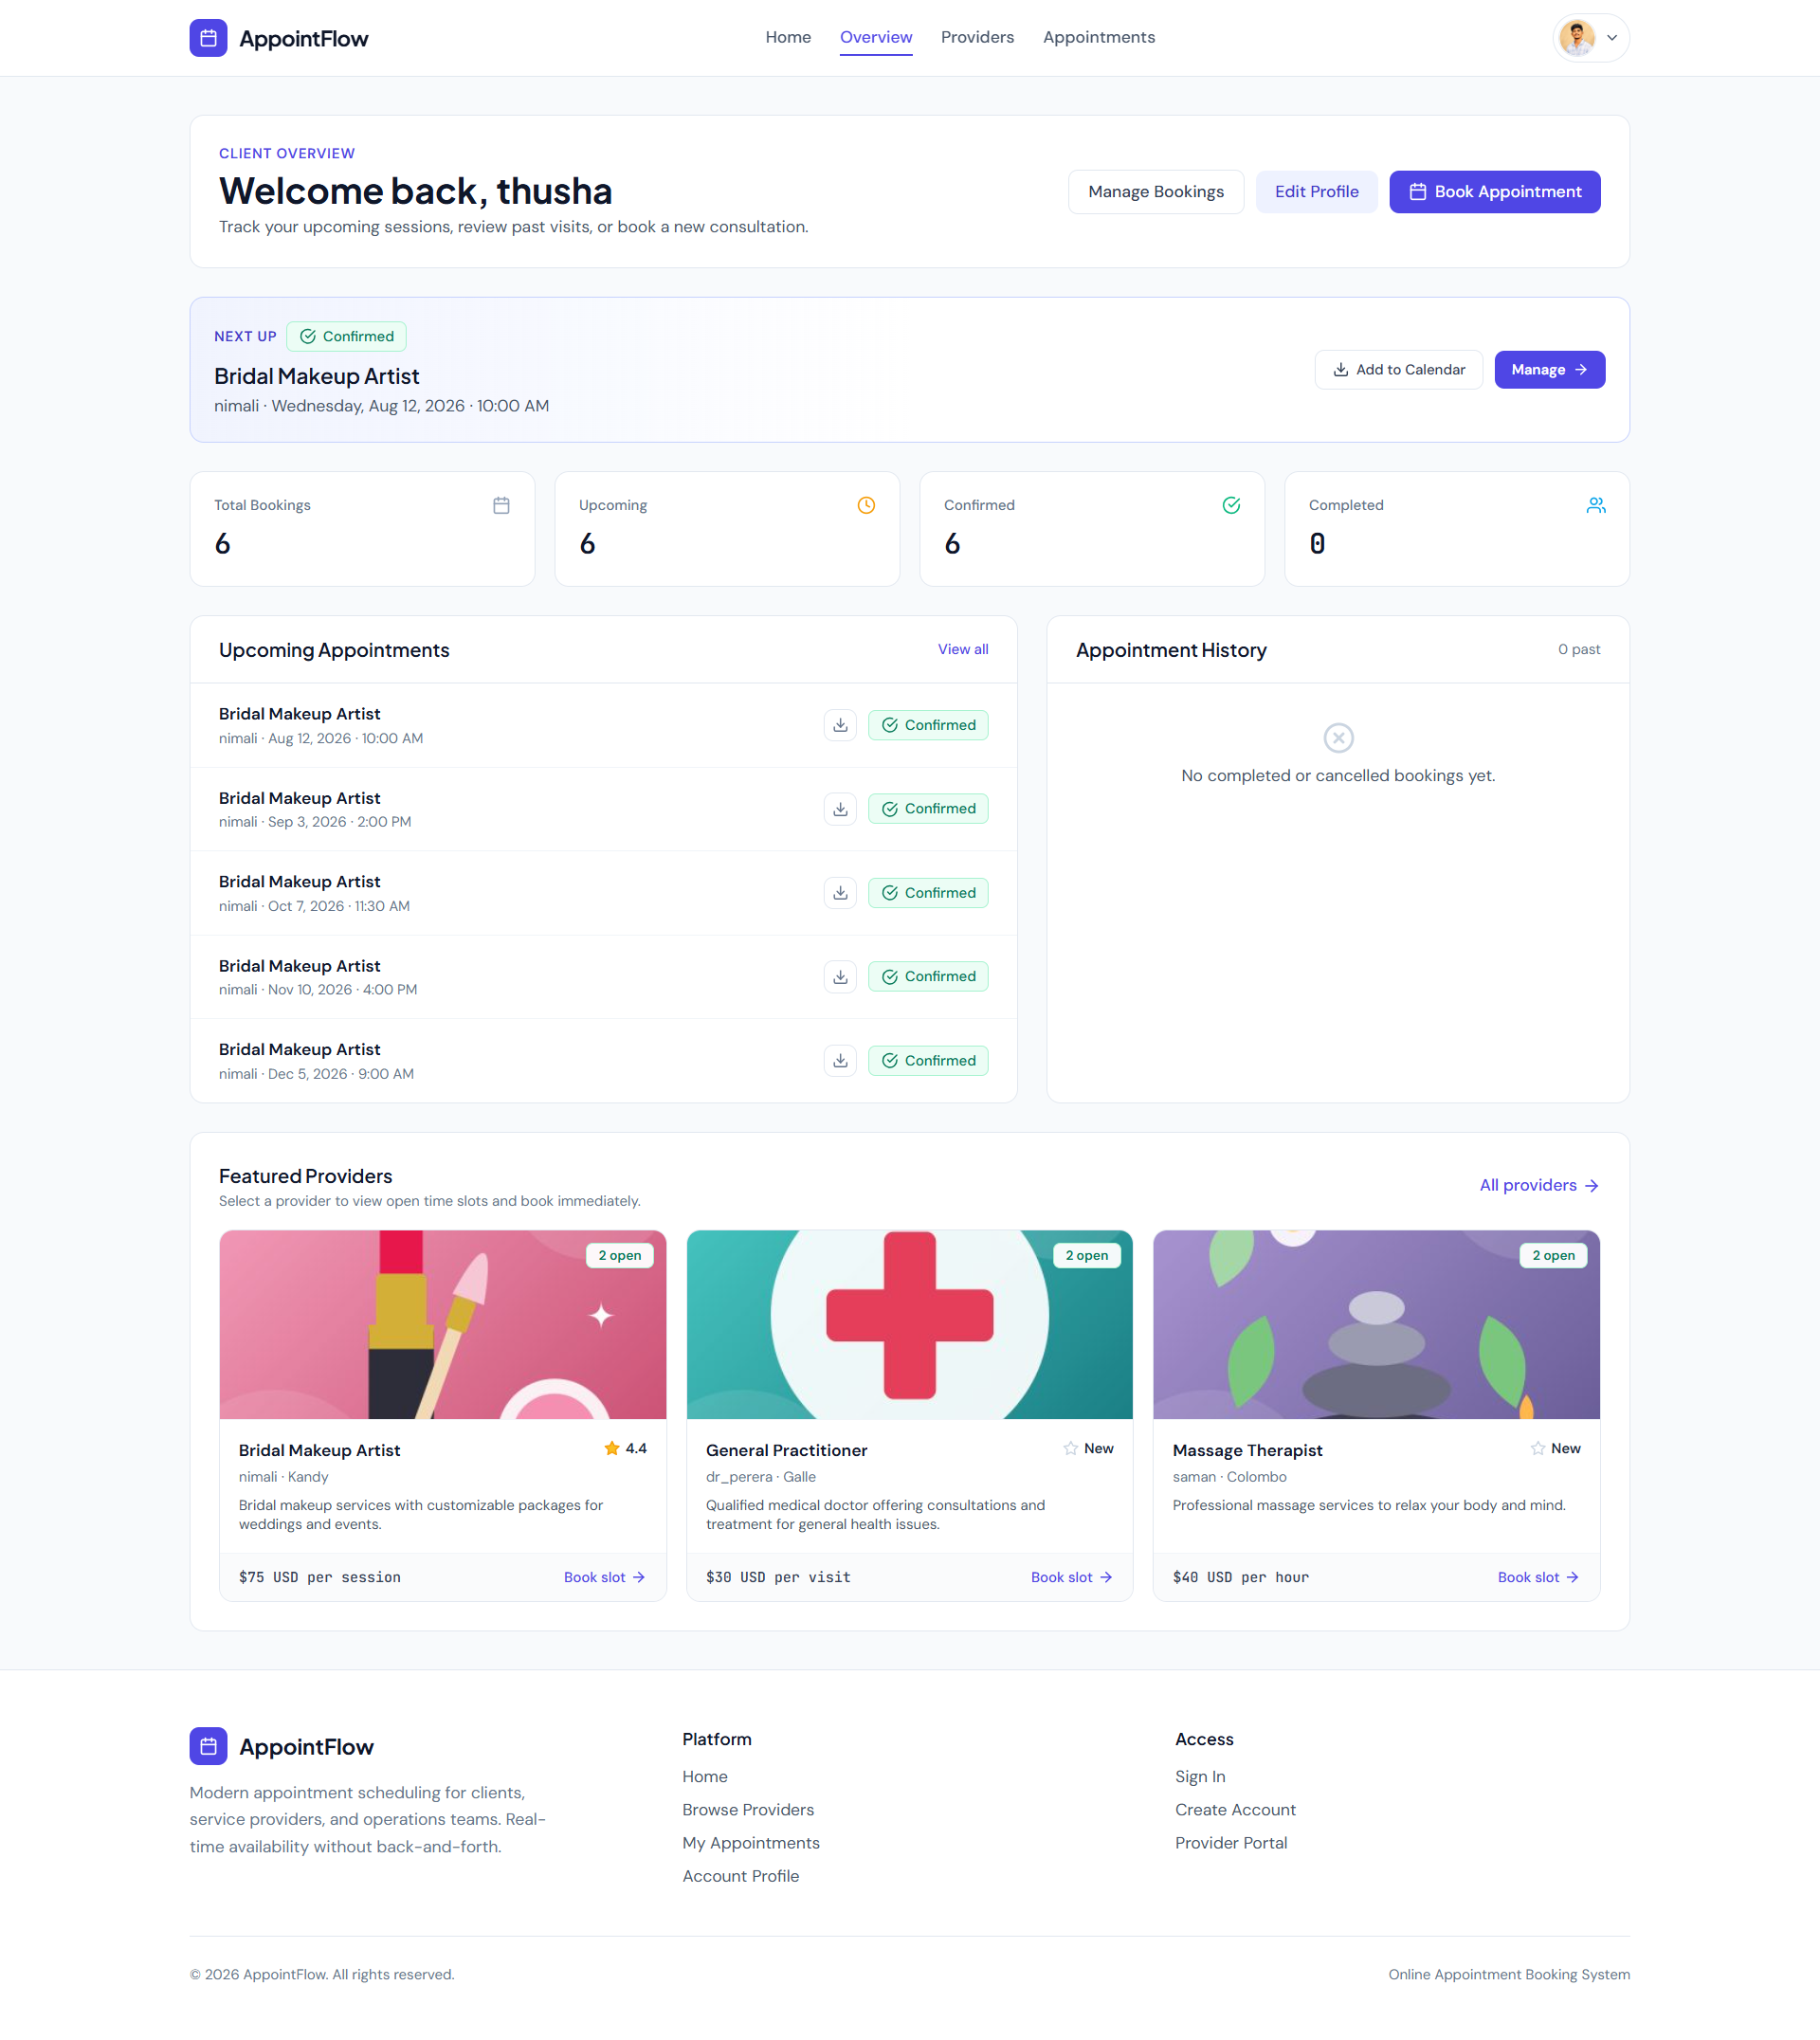 AppointFlow
Home
Overview
Providers
Appointments
CLIENT OVERVIEW
Welcome back, thusha
Track your upcoming sessions, review past visits, or book a new consultation.
Manage Bookings
Edit Profile
Book Appointment
NEXT UP
Confirmed
Bridal Makeup Artist
nimali · Wednesday, Aug 12, 2026 · 10:00 AM
Add to Calendar
Manage
Total Bookings
6
Upcoming
6
Confirmed
6
Completed
0
Upcoming Appointments
View all
Bridal Makeup Artist
nimali · Aug 12, 2026 · 10:00 AM
Confirmed
Bridal Makeup Artist
nimali · Sep 3, 2026 · 2:00 PM
Confirmed
Bridal Makeup Artist
nimali · Oct 7, 2026 · 11:30 AM
Confirmed
Bridal Makeup Artist
nimali · Nov 10, 2026 · 4:00 PM
Confirmed
Bridal Makeup Artist
nimali · Dec 5, 2026 · 9:00 AM
Confirmed
Appointment History
0 past
No completed or cancelled bookings yet.
Featured Providers
Select a provider to view open time slots and book immediately.
All providers
2 open
Bridal Makeup Artist
4.4
nimali · Kandy
Bridal makeup services with customizable packages for
weddings and events.
$75 USD per session
Book slot
2 open
General Practitioner
New
dr_perera · Galle
Qualified medical doctor offering consultations and
treatment for general health issues.
$30 USD per visit
Book slot
2 open
Massage Therapist
New
saman · Colombo
Professional massage services to relax your body and mind.
$40 USD per hour
Book slot
AppointFlow
Modern appointment scheduling for clients,
service providers, and operations teams. Real-
time availability without back-and-forth.
Platform
Home
Browse Providers
My Appointments
Account Profile
Access
Sign In
Create Account
Provider Portal
© 2026 AppointFlow. All rights reserved.
Online Appointment Booking System